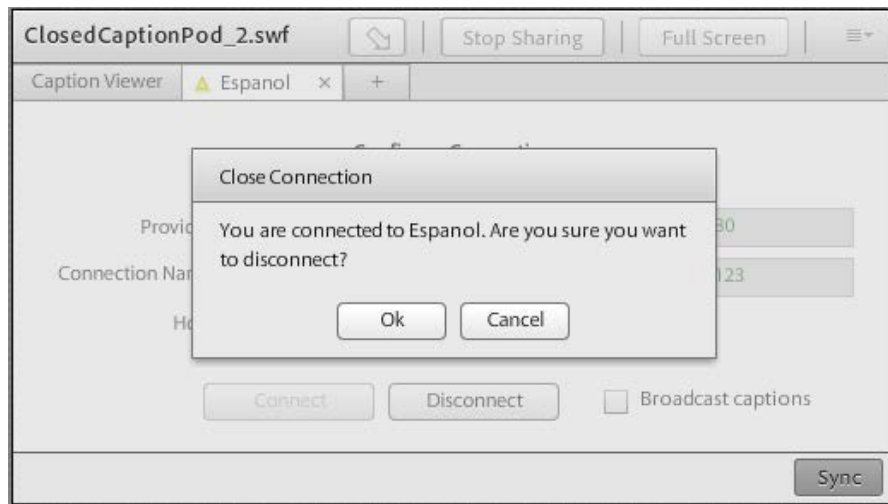 ClosedCaptionPod_2.swf Stop Sharing Full Screen
Caption Viewer Espanol × +
Close Connection
You are connected to Espanol. Are you sure you want
to disconnect?
Ok Cancel
Connect Disconnect Broadcast captions
Sync